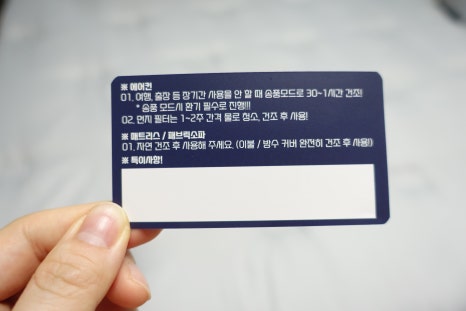 ※ 에어컨
01. 여행, 출장 등 장기간 사용을 안 할 때 송풍모드로 30~1시간 건조!
* 송풍 모드시 환기 필수로 진행!!!
02. 먼지 필터는 1~2주 간격 물로 청소, 건조 후 사용!
※ 매트리스 / 패브릭소파
01. 자연 건조 후 사용해 주세요. (이불 / 방수 커버 완전히 건조 후 사용!)
※ 특이사항!